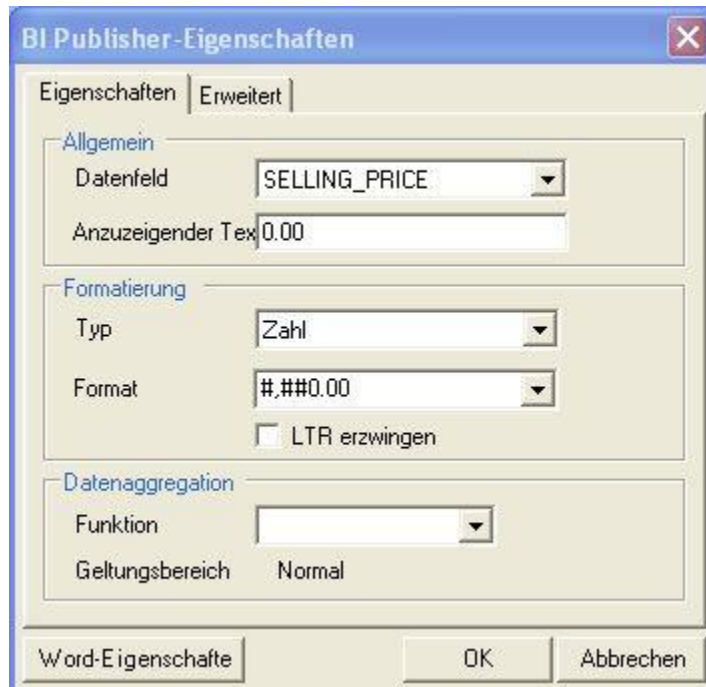 BI Publisher-Eigenschaften
Eigenschaften Erweitert
Allgemein
Datenfeld SELLING_PRICE
Anzuzeigender Tex 0.00
Formatierung
Typ Zahl
Format #,##0.00
LTR erzwingen
Datenaggregation
Funktion
Geltungsbereich Normal
Word-Eigenschafte OK Abbrechen